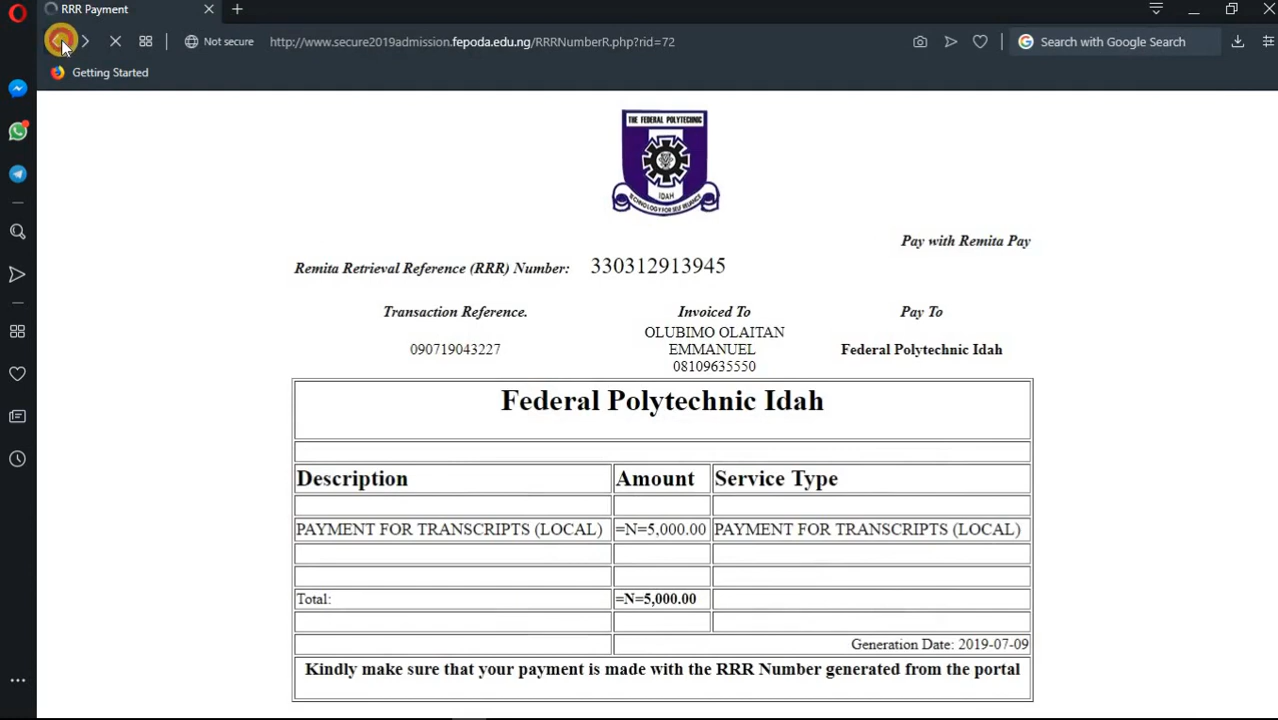 RRR Payment
Not secure
http://www.secure2019admission.fepoda.edu.ng/RRRNumberR.php?rid=72
Search with Google Search
Getting Started
THE FEDERAL POLYTECHNIC
IDAH
TECHNOLOGY FOR SELF RELIANCE
Pay with Remita Pay
Remita Retrieval Reference (RRR) Number: 330312913945
Transaction Reference. Invoiced To Pay To
OLUBIMO OLAITAN
090719043227 EMMANUEL Federal Polytechnic Idah
08109635550
Federal Polytechnic Idah
Description Amount Service Type
PAYMENT FOR TRANSCRIPTS (LOCAL) =N=5,000.00 PAYMENT FOR TRANSCRIPTS (LOCAL)
Total: =N=5,000.00
Generation Date: 2019-07-09
Kindly make sure that your payment is made with the RRR Number generated from the portal